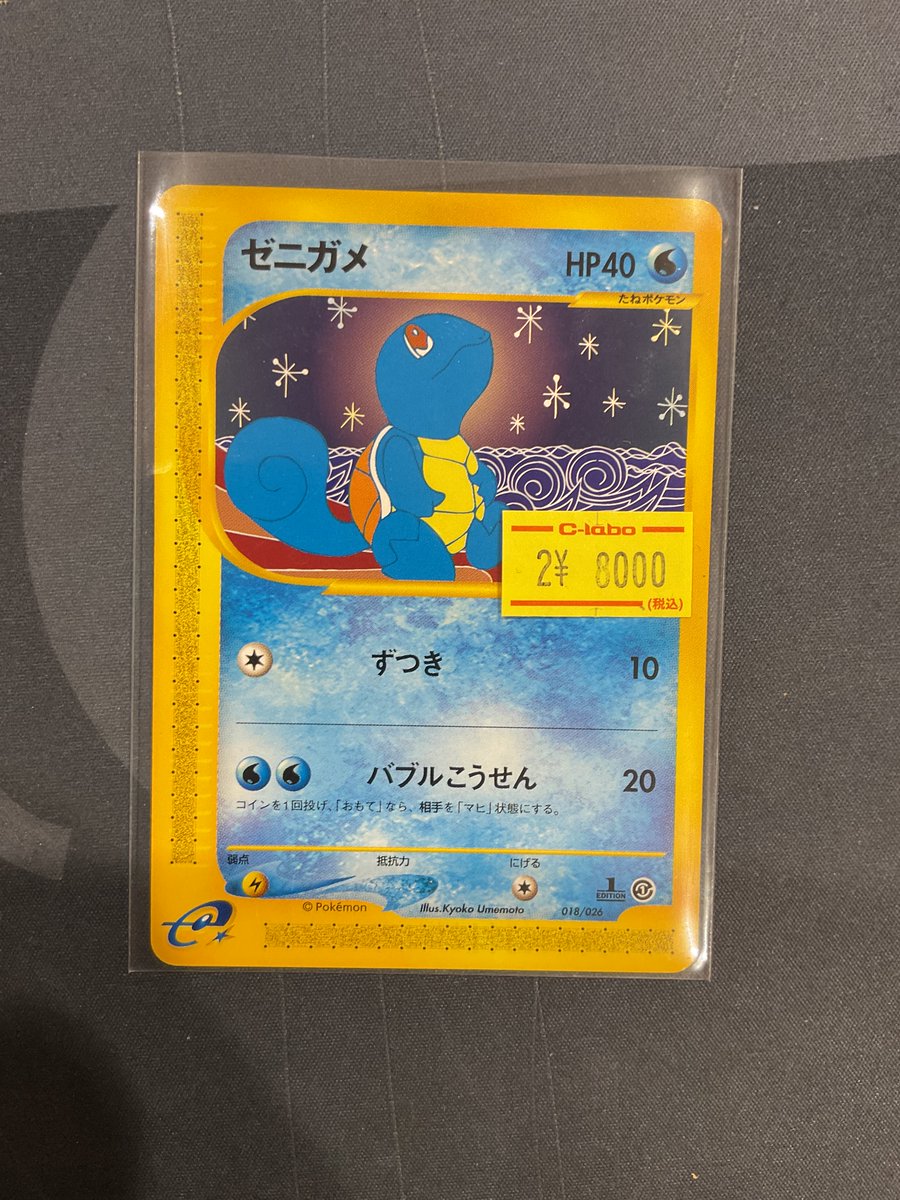 ゼニガメ HP40
たねポケモン
C-labo
2¥ 8000
(税込)
ずつき 10
バブルこうせん 20
コインを1回投げ、「おもて」なら、相手を「マヒ」状態にする。
弱点 抵抗力 にげる
1 EDITION
© Pokémon Illus.Kyoko Umemoto 018/026
e